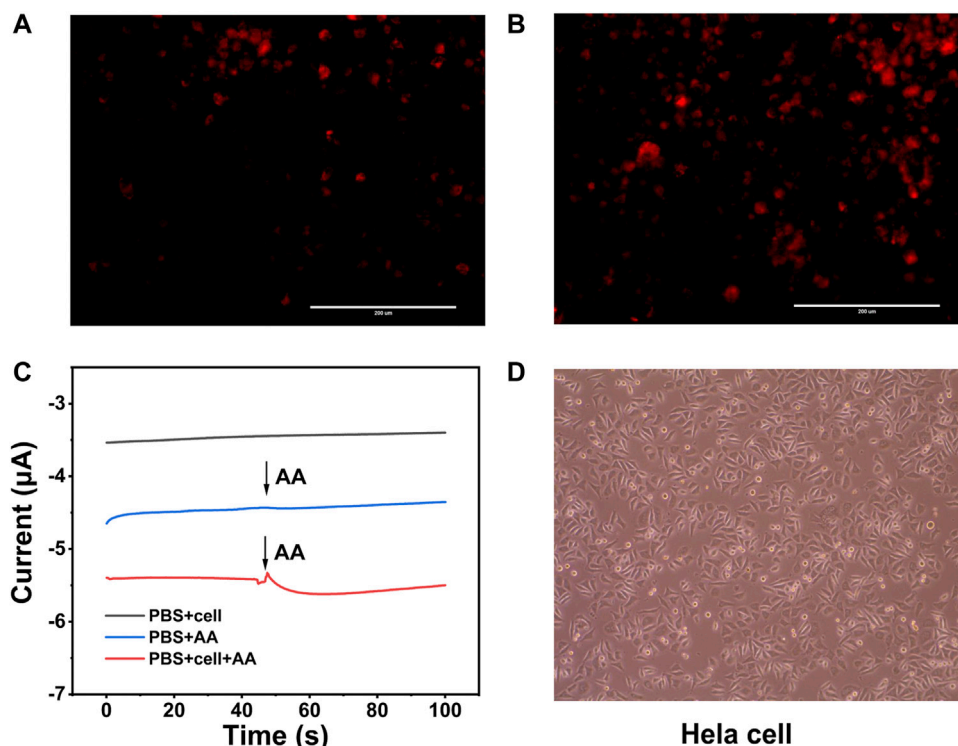 A
B
200 um
200 um
C
D
-3
-4
-5
-6
-7
Current (μA)
AA
AA
PBS+cell
PBS+AA
PBS+cell+AA
0
20
40
60
80
100
Time (s)
Hela cell